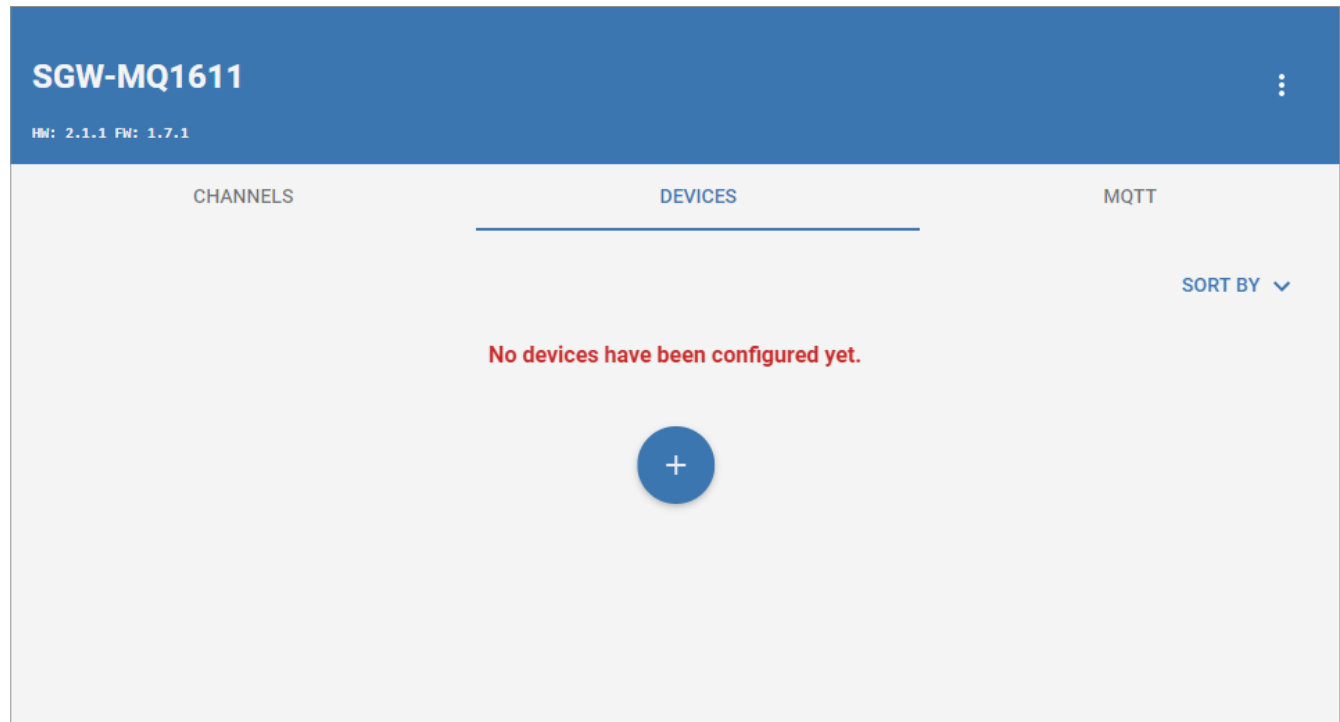 SGW-MQ1611
HW: 2.1.1 FW: 1.7.1
CHANNELS
DEVICES
MQTT
SORT BY
No devices have been configured yet.
+